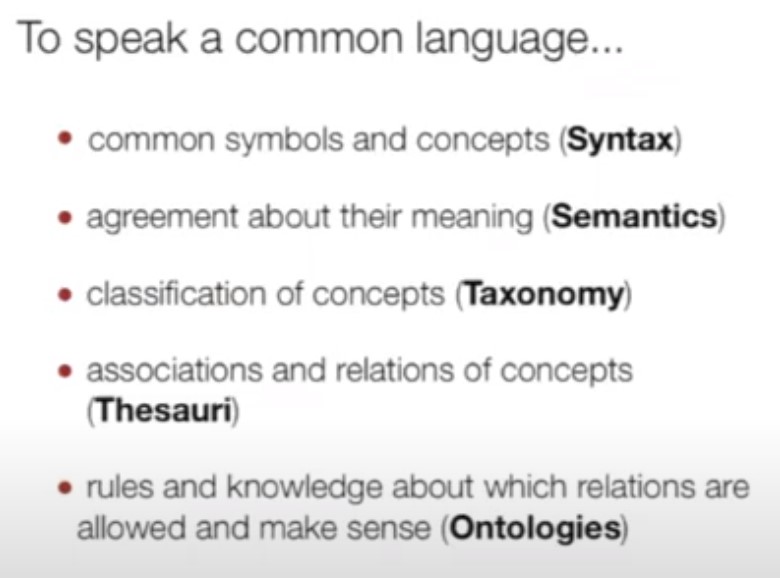 To speak a common language...
• common symbols and concepts (Syntax)
• agreement about their meaning (Semantics)
• classification of concepts (Taxonomy)
• associations and relations of concepts
(Thesauri)
• rules and knowledge about which relations are
allowed and make sense (Ontologies)